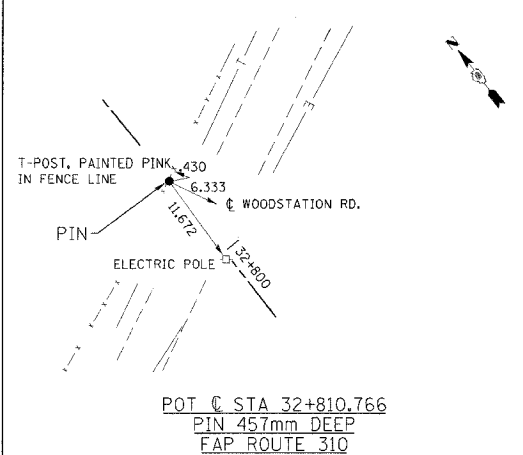 N
T
E
T-POST, PAINTED PINK
IN FENCE LINE
.430
6.333
℄ WOODSTATION RD.
PIN
11.672
ELECTRIC POLE
32+800
POT ℄ STA 32+810.766
PIN 457mm DEEP
FAP ROUTE 310